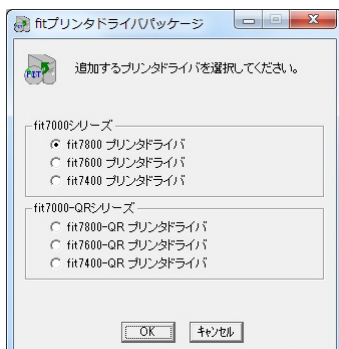 fitプリンタドライバパッケージ
FIT
追加するプリンタドライバを選択してください。
fit7000シリーズ
fit7800 プリンタドライバ
fit7600 プリンタドライバ
fit7400 プリンタドライバ
fit7000-QRシリーズ
fit7800-QR プリンタドライバ
fit7600-QR プリンタドライバ
fit7400-QR プリンタドライバ
OK キャンセル